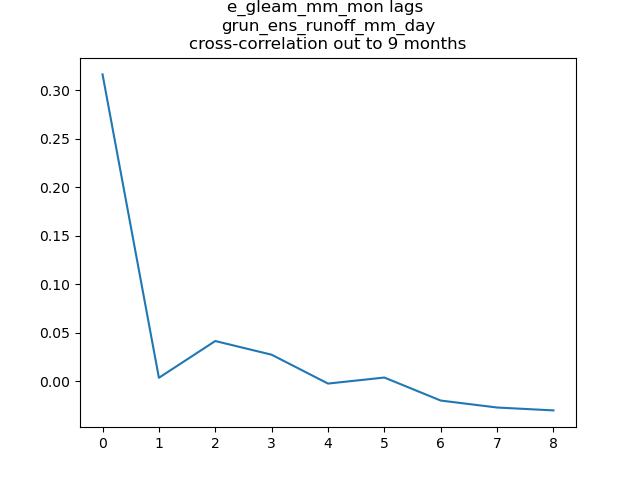 e_gleam_mm_mon lags
grun_ens_runoff_mm_day
cross-correlation out to 9 months
0.30
0.25
0.20
0.15
0.10
0.05
0.00
0 1 2 3 4 5 6 7 8